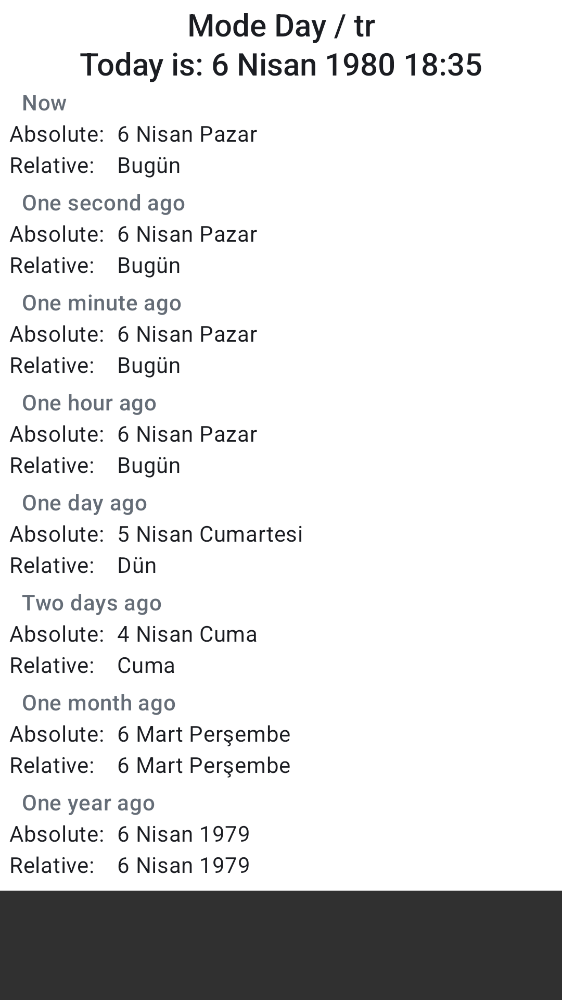 Mode Day / tr
Today is: 6 Nisan 1980 18:35
Now
Absolute: 6 Nisan Pazar
Relative: Bugün
One second ago
Absolute: 6 Nisan Pazar
Relative: Bugün
One minute ago
Absolute: 6 Nisan Pazar
Relative: Bugün
One hour ago
Absolute: 6 Nisan Pazar
Relative: Bugün
One day ago
Absolute: 5 Nisan Cumartesi
Relative: Dün
Two days ago
Absolute: 4 Nisan Cuma
Relative: Cuma
One month ago
Absolute: 6 Mart Perşembe
Relative: 6 Mart Perşembe
One year ago
Absolute: 6 Nisan 1979
Relative: 6 Nisan 1979